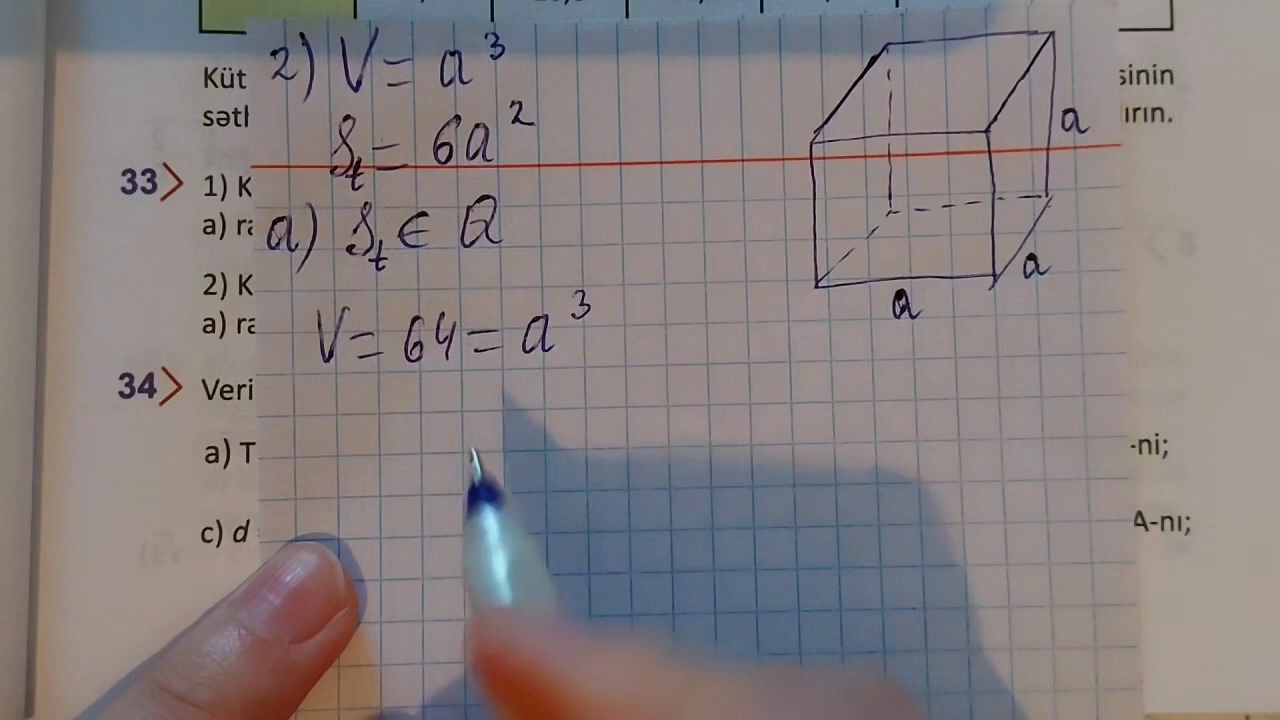 2) V = a³
Küt
sinin
Sₜ = 6a²
sətl
ırın.
a
33 1) K
a) ra
a) Sₜ ∈ Q
2) K
a
a
a) ra
V = 64 = a³
34 Veri
a) T
-ni;
c) d
A-nı;